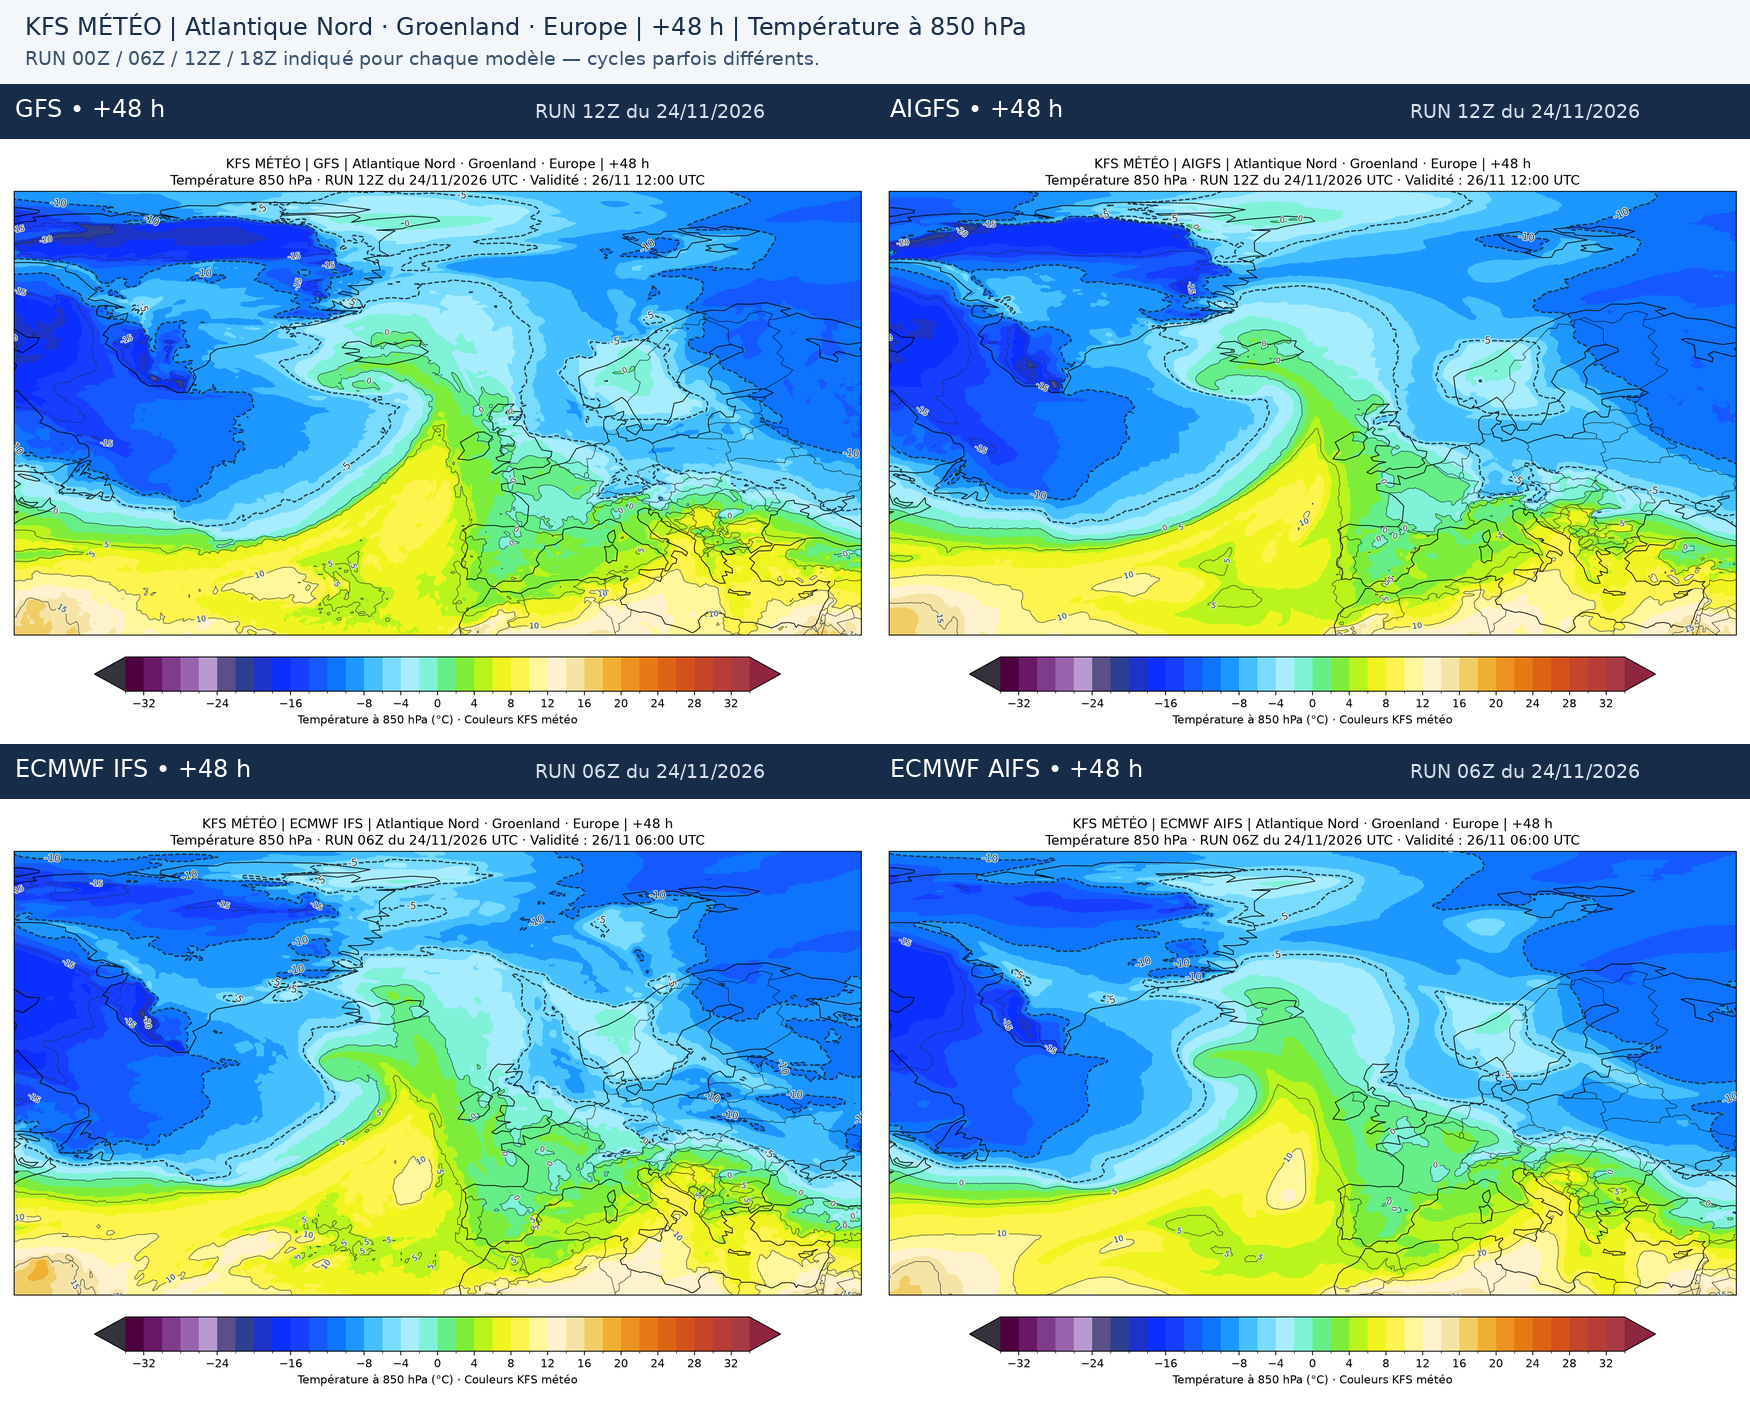 KFS MÉTÉO | Atlantique Nord · Groenland · Europe | +48 h | Température à 850 hPa
RUN 00Z / 06Z / 12Z / 18Z indiqué pour chaque modèle — cycles parfois différents.
GFS • +48 h
RUN 12Z du 24/11/2026
AIGFS • +48 h
RUN 12Z du 24/11/2026
KFS MÉTÉO | GFS | Atlantique Nord · Groenland · Europe | +48 h
Température 850 hPa · RUN 12Z du 24/11/2026 UTC · Validité : 26/11 12:00 UTC
KFS MÉTÉO | AIGFS | Atlantique Nord · Groenland · Europe | +48 h
Température 850 hPa · RUN 12Z du 24/11/2026 UTC · Validité : 26/11 12:00 UTC
−32 −24 −16 −8 −4 0 4 8 12 16 20 24 28 32
Température à 850 hPa (°C) · Couleurs KFS météo
−32 −24 −16 −8 −4 0 4 8 12 16 20 24 28 32
Température à 850 hPa (°C) · Couleurs KFS météo
ECMWF IFS • +48 h
RUN 06Z du 24/11/2026
ECMWF AIFS • +48 h
RUN 06Z du 24/11/2026
KFS MÉTÉO | ECMWF IFS | Atlantique Nord · Groenland · Europe | +48 h
Température 850 hPa · RUN 06Z du 24/11/2026 UTC · Validité : 26/11 06:00 UTC
KFS MÉTÉO | ECMWF AIFS | Atlantique Nord · Groenland · Europe | +48 h
Température 850 hPa · RUN 06Z du 24/11/2026 UTC · Validité : 26/11 06:00 UTC
−32 −24 −16 −8 −4 0 4 8 12 16 20 24 28 32
Température à 850 hPa (°C) · Couleurs KFS météo
−32 −24 −16 −8 −4 0 4 8 12 16 20 24 28 32
Température à 850 hPa (°C) · Couleurs KFS météo